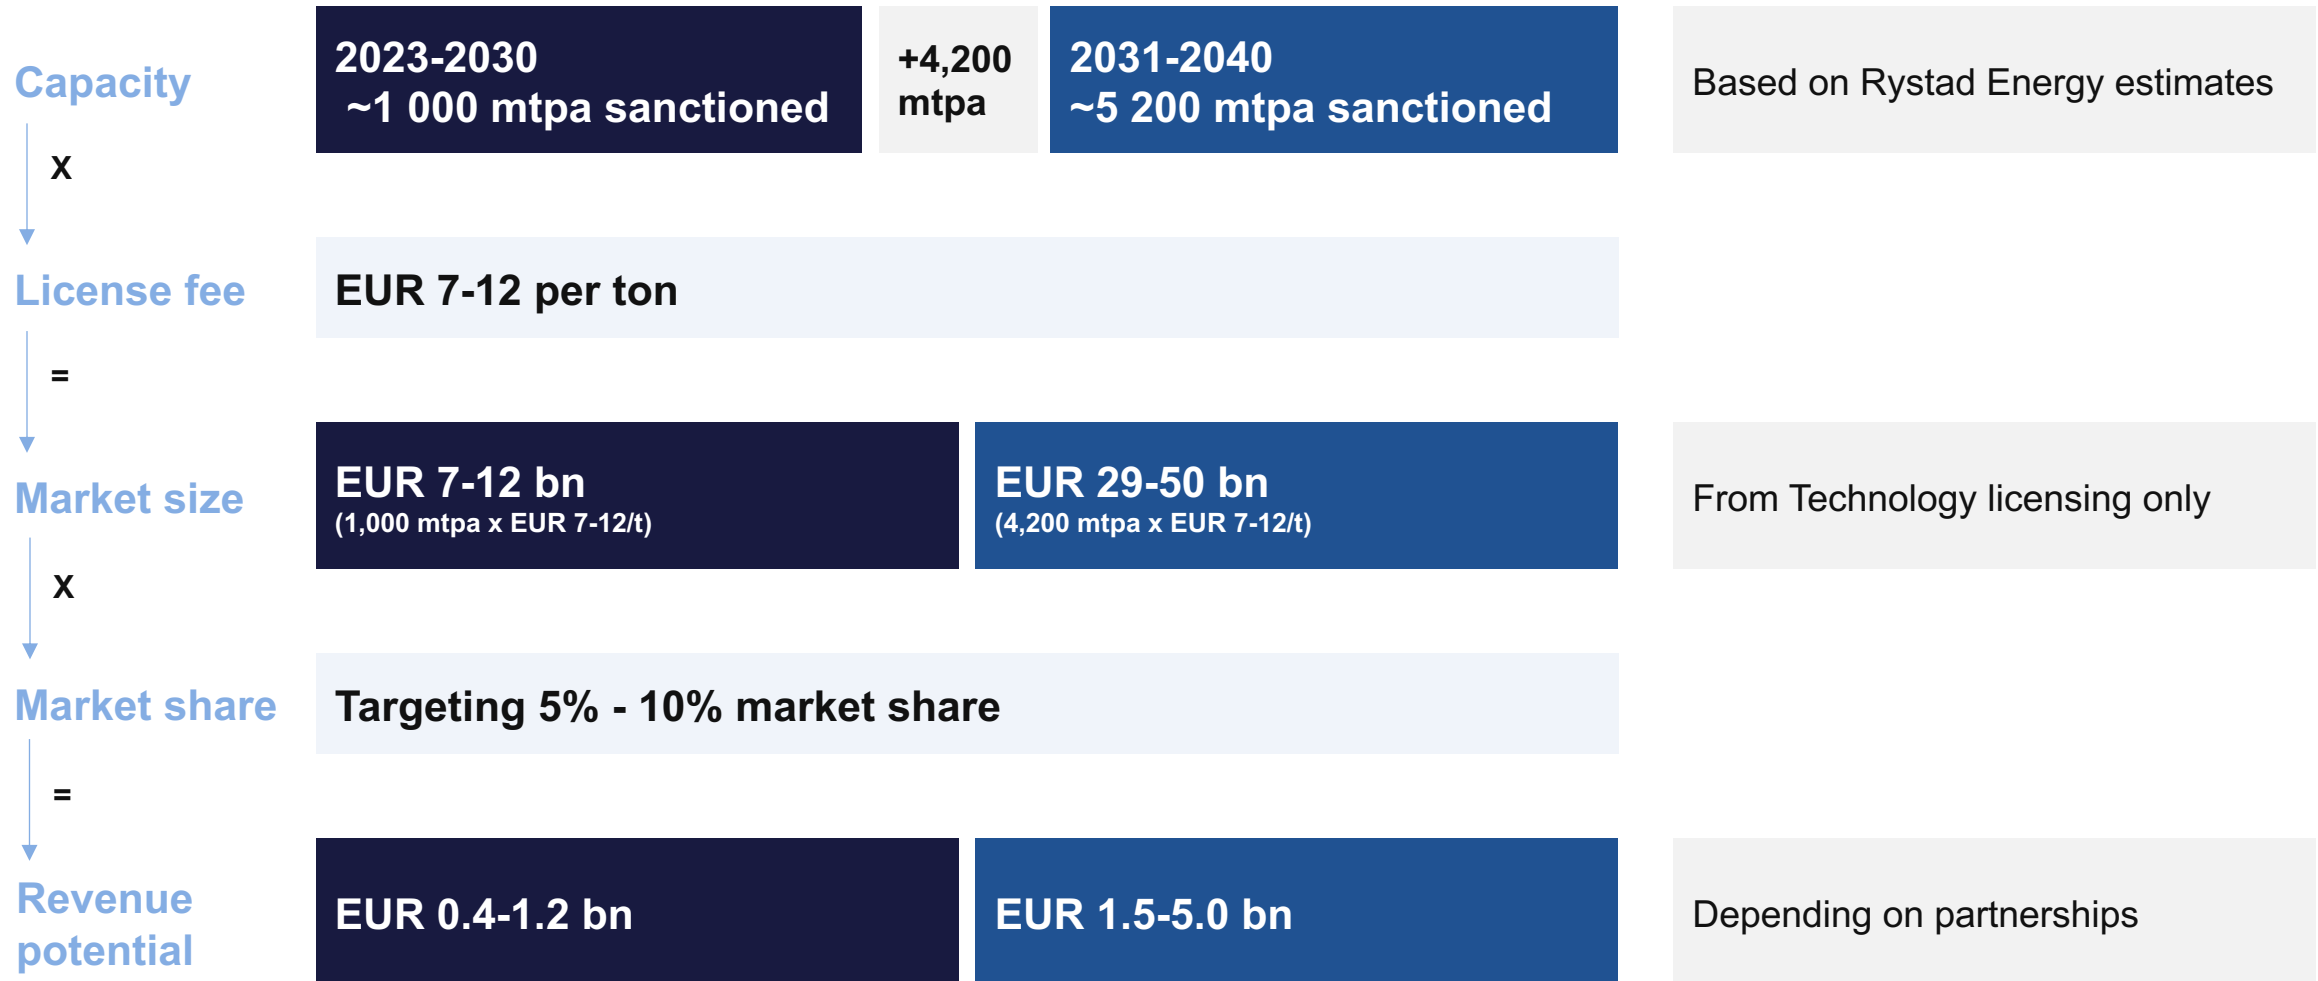 Capacity
2023-2030
~1 000 mtpa sanctioned
+4,200
mtpa
2031-2040
~5 200 mtpa sanctioned
Based on Rystad Energy estimates
X
License fee
EUR 7-12 per ton
=
Market size
EUR 7-12 bn
(1,000 mtpa x EUR 7-12/t)
EUR 29-50 bn
(4,200 mtpa x EUR 7-12/t)
From Technology licensing only
X
Market share
Targeting 5% - 10% market share
=
Revenue
potential
EUR 0.4-1.2 bn
EUR 1.5-5.0 bn
Depending on partnerships